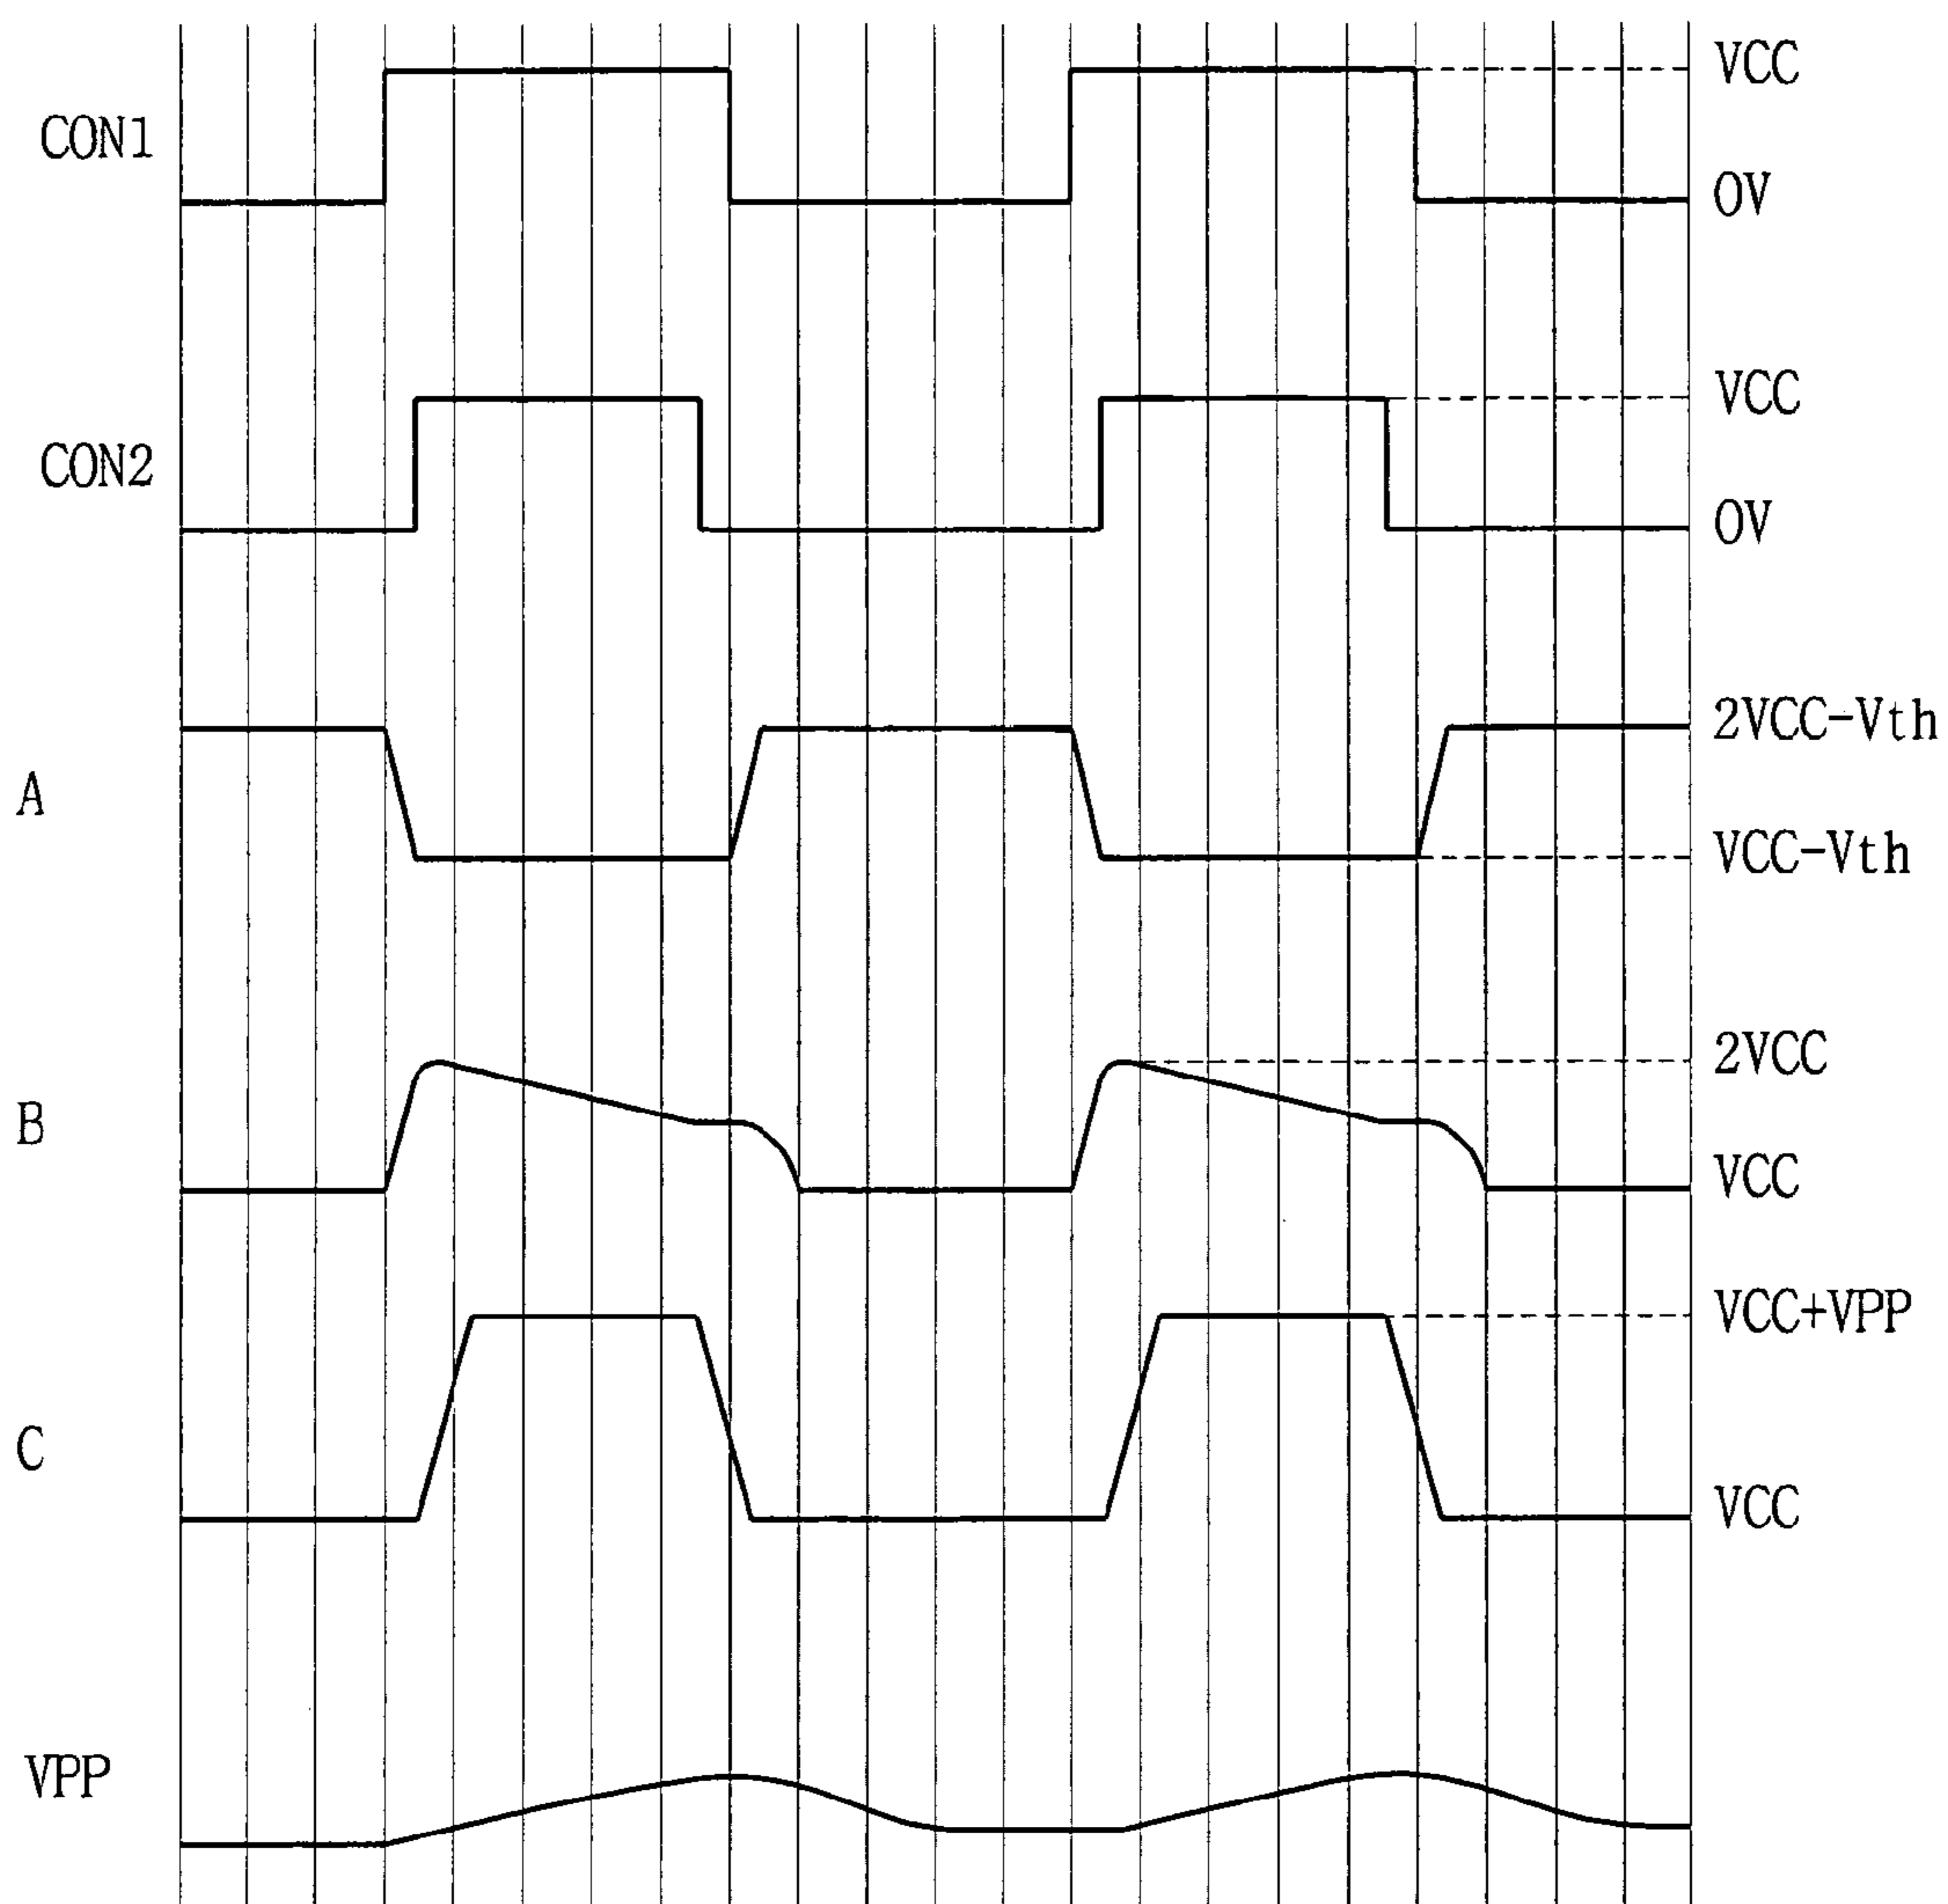 VCC
CON1
0V
VCC
CON2
0V
2VCC-Vth
A
VCC-Vth
2VCC
B
VCC
VCC+VPP
C
VCC
VPP